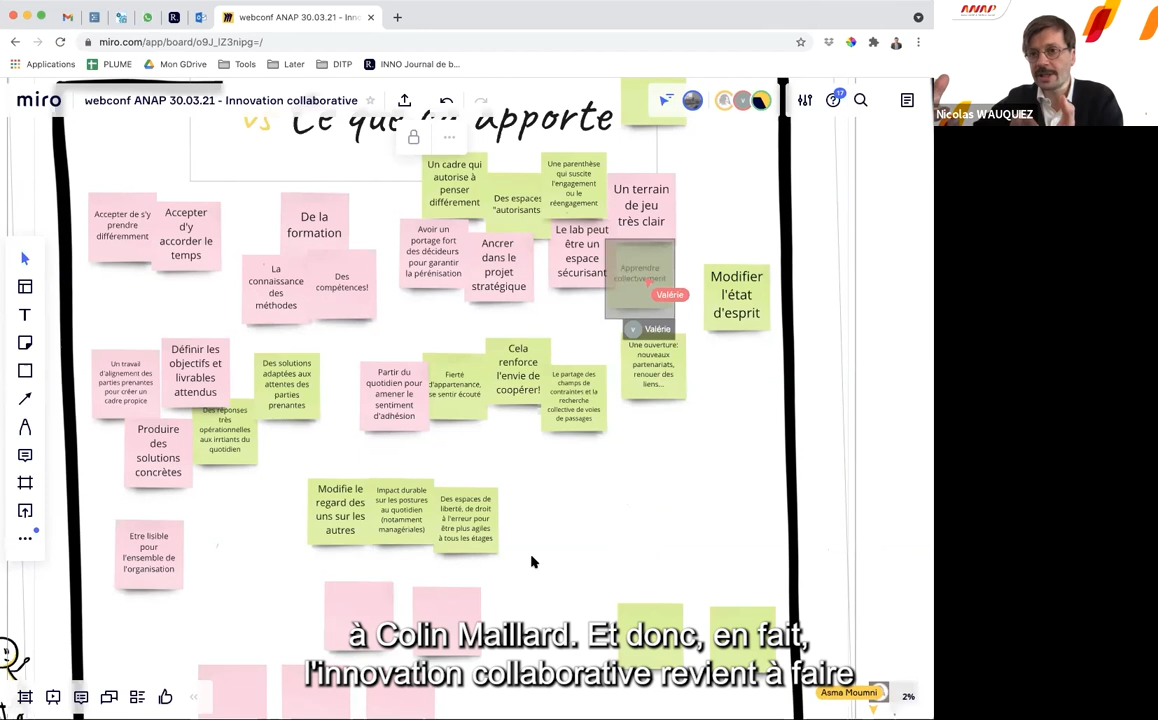 webconf ANAP 30.03.21 - Inno
miro.com/app/board/o9J_lZ3nipg=/
Applications
PLUME
Mon GDrive
Tools
Later
DITP
INNO Journal de b...
ANAP
Nicolas WAUQUIEZ
miro
webconf ANAP 30.03.21 - Innovation collaborative
17
vs Ce que
apporte
Un cadre qui
autorise à
penser
différement
Des espaces
"autorisants
Une parenthèse
qui suscite
l'engagement
ou le
réengagement
Un terrain
de jeu
très clair
Accepter de s'y
prendre
différemment
Accepter
d'y
accorder le
temps
De la
formation
La
connaissance
des
méthodes
Des
compétences!
Avoir un
portage fort
des décideurs
pour garantir
la pérénisation
Ancrer dans
le projet
stratégique
Le lab peut
être un
espace
sécurisant
Apprendre
collectivement
Valérie
v Valérie
Modifier
l'état
d'esprit
Une ouverture:
nouveaux
partenariats,
renouer des
liens...
Un travail
d'alignement des
parties prenantes
pour créer un
cadre propice
Définir les
objectifs et
livrables
attendus
Des solutions
adaptées aux
attentes des
parties
prenantes
Des réponses
très
opérationnelles
aux irritants du
quotidien
Produire
des
solutions
concrètes
Partir du
quotidien pour
amener le
sentiment
d'adhésion
Fierté
d'appartenance,
se sentir écouté
Cela
renforce
l'envie de
coopérer!
Le partage des
champs de
contraintes et la
recherche
collective de voies
de passages
Modifie le
regard des
uns sur les
autres
Impact durable
sur les postures
au quotidien
(notamment
managériales)
Des espaces de
liberté, de droit
à l'erreur pour
être plus agiles
à tous les étages
Etre lisible
pour
l'ensemble de
l'organisation
à Colin Maillard. Et donc, en fait,
l'innovation collaborative revient à faire
Asma Moumni
2%